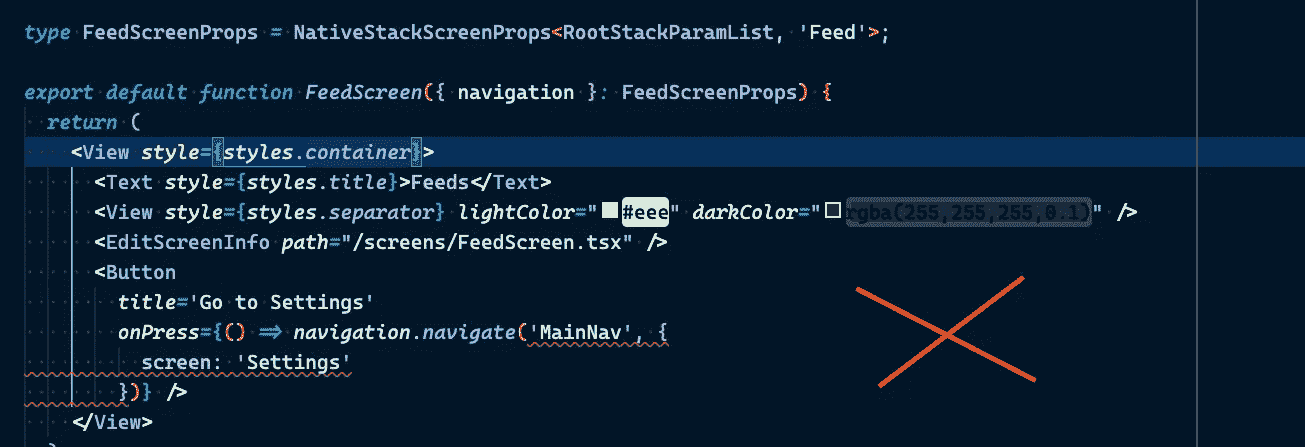 type FeedScreenProps = NativeStackScreenProps<RootStackParamList, 'Feed'>;
export default function FeedScreen({ navigation }: FeedScreenProps) {
return (
<View style={styles.container}>
<Text style={styles.title}>Feeds</Text>
<View style={styles.separator} lightColor="#eee" darkColor="rgba(255,255,255,0.1)" />
<EditScreenInfo path="/screens/FeedScreen.tsx" />
<Button
title='Go to Settings'
onPress={() => navigation.navigate('MainNav', {
screen: 'Settings'
})} />
</View>